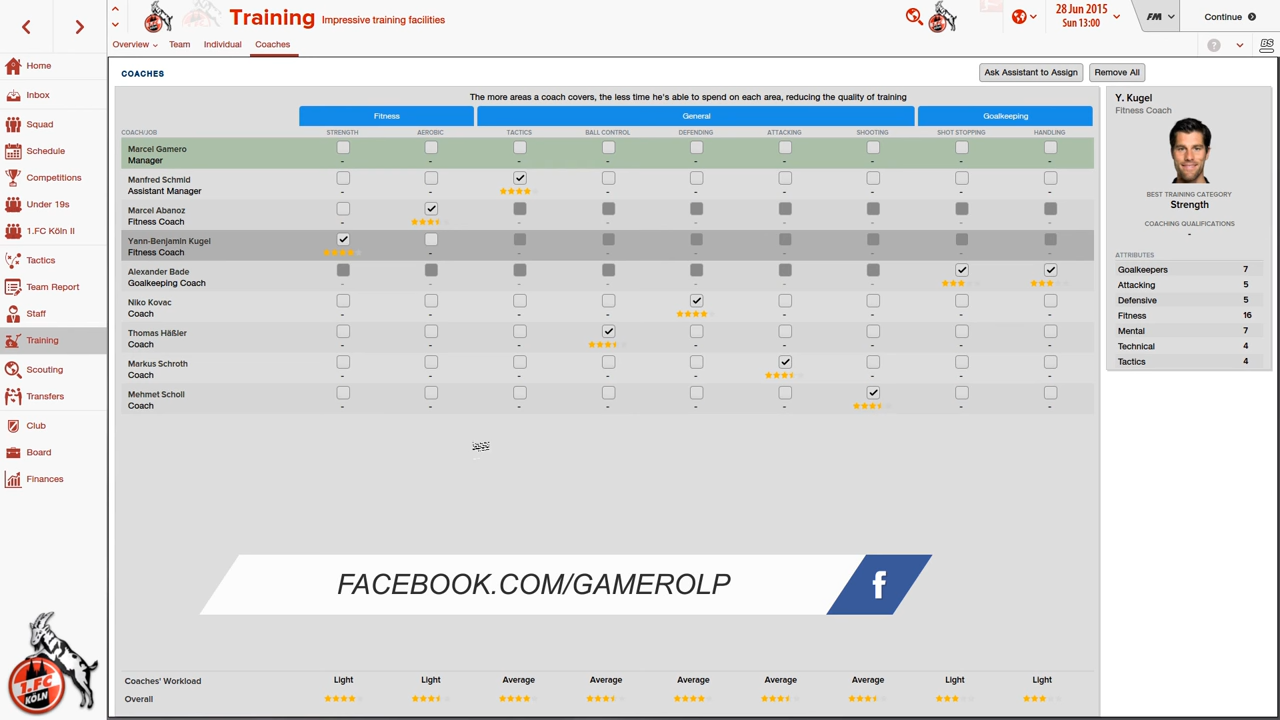 Training Impressive training facilities
28 Jun 2015
Sun 13:00
FM
Continue
Overview Team Individual Coaches
?
BS
Home
Inbox
Squad
Schedule
Competitions
Under 19s
1.FC Köln II
Tactics
Team Report
Staff
Training
Scouting
Transfers
Club
Board
Finances
1.FC
KÖLN
COACHES
Ask Assistant to Assign Remove All
The more areas a coach covers, the less time he's able to spend on each area, reducing the quality of training
Fitness General Goalkeeping
COACH/JOB STRENGTH AEROBIC TACTICS BALL CONTROL DEFENDING ATTACKING SHOOTING SHOT STOPPING HANDLING
Marcel Gamero
Manager - - - - - - - - -
Manfred Schmid
Assistant Manager - - - - - - - -
Marcel Abanoz
Fitness Coach - - - - - - - -
Yann-Benjamin Kugel
Fitness Coach - - - - - - - -
Alexander Bade
Goalkeeping Coach - - - - - - -
Niko Kovac
Coach - - - - - - - -
Thomas Häßler
Coach - - - - - - - -
Markus Schroth
Coach - - - - - - - -
Mehmet Scholl
Coach - - - - - - - -
FACEBOOK.COM/GAMEROLP f
Coaches' Workload Light Light Average Average Average Average Average Light Light
Overall
Y. Kugel
Fitness Coach
BEST TRAINING CATEGORY
Strength
COACHING QUALIFICATIONS
-
ATTRIBUTES
Goalkeepers 7
Attacking 5
Defensive 5
Fitness 16
Mental 7
Technical 4
Tactics 4